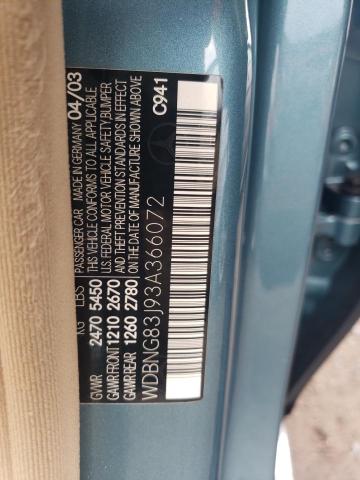 PASSENGER CAR MADE IN GERMANY 04/03
KG LBS VEHICLE CONFORMS TO ALL APPLICABLE
GVWR 2470 5450 U.S. FEDERAL MOTOR VEHICLE SAFETY/BUMPER
GAWR FRONT 1210 2670 AND THEFT PREVENTION STANDARDS IN EFFECT
GAWR REAR 1260 2780 ON THE DATE OF MANUFACTURE SHOWN ABOVE
C941
WDBNG83J93A366072